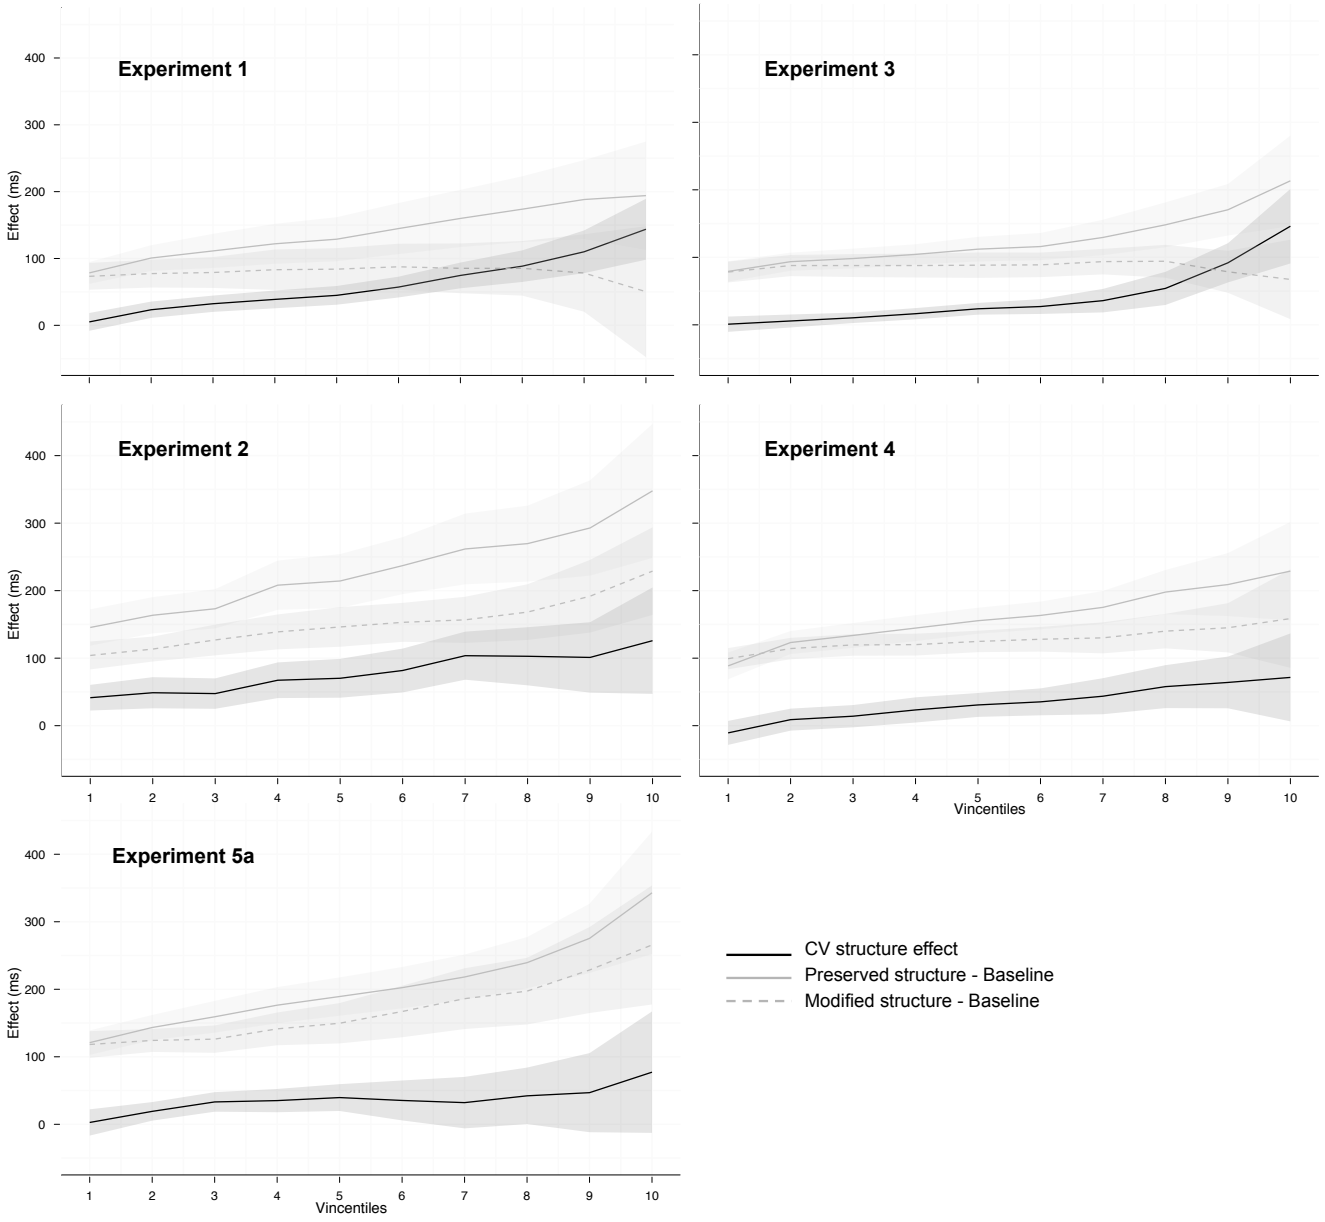 Experiment 1
400
300
200
100
0
Effect (ms)
Experiment 3
Experiment 2
400
300
200
100
0
Effect (ms)
1 2 3 4 5 6 7 8 9 10
Experiment 4
1 2 3 4 5 6 7 8 9 10
Vincentiles
Experiment 5a
400
300
200
100
0
Effect (ms)
1 2 3 4 5 6 7 8 9 10
Vincentiles
CV structure effect
Preserved structure - Baseline
Modified structure - Baseline